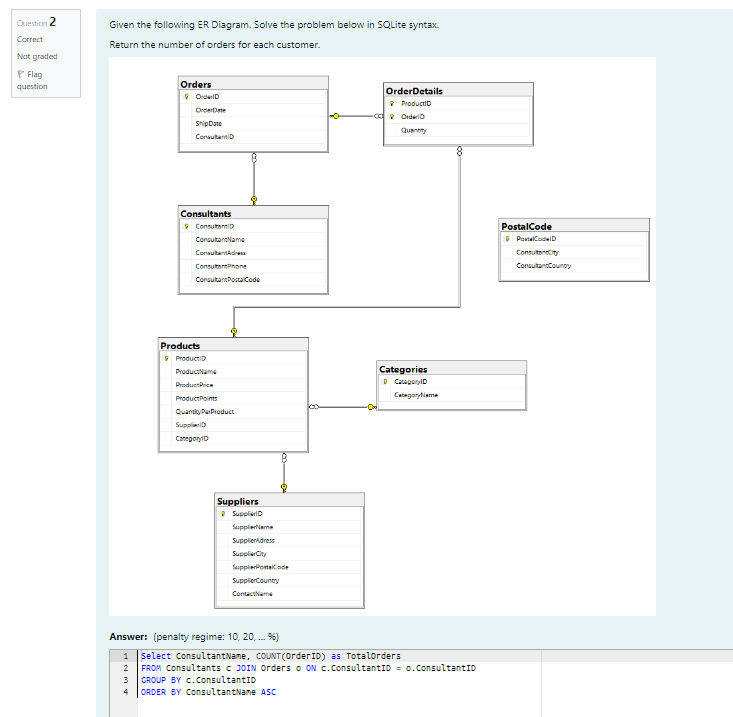 Question 2
Correct
Not graded
Flag
question
Given the following ER Diagram. Solve the problem below in SQLite syntax.
Return the number of orders for each customer.
Orders
OrderID
OrderDate
ShipDate
ConsultantID
OrderDetails
ProductID
OrderID
Quantity
Consultants
ConsultantID
ConsultantName
ConsultantAdress
ConsultantPhone
ConsultantPostalCode
PostalCode
PostalCodeID
ConsultantCity
ConsultantCountry
Products
ProductID
ProductName
ProductPrice
ProductPoints
QuantityPerProduct
SupplierID
CategoryID
Categories
CategoryID
CategoryName
Suppliers
SupplierID
SupplierName
SupplierAdress
SupplierCity
SupplierPostalCode
SupplierCountry
ContactName
Answer: (penalty regime: 10, 20, ... %)
1 Select ConsultantName, COUNT(OrderID) as TotalOrders
2 FROM Consultants c JOIN Orders o ON c.ConsultantID = o.ConsultantID
3 GROUP BY c.ConsultantID
4 ORDER BY ConsultantName ASC